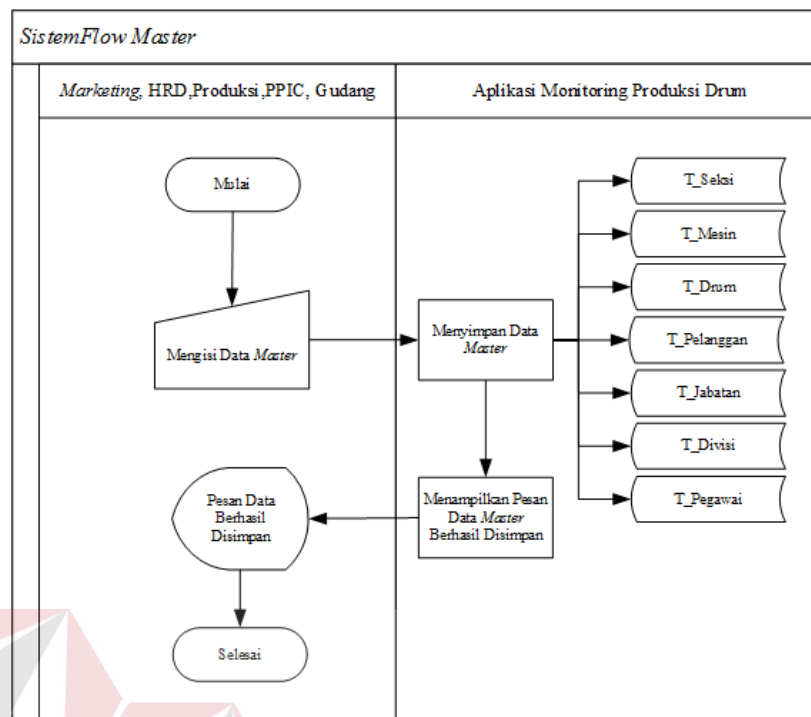 SistemFlow Master
Marketing, HRD,Produksi,PPIC, Gudang
Aplikasi Monitoring Produksi Drum
Mulai
Mengisi Data Master
Menyimpan Data
Master
T_Seksi
T_Mesin
T_Drum
T_Pelanggan
T_Jabatan
T_Divisi
T_Pegawai
Menampilkan Pesan
Data Master
Berhasil Disimpan
Pesan Data
Berhasil
Disimpan
Selesai